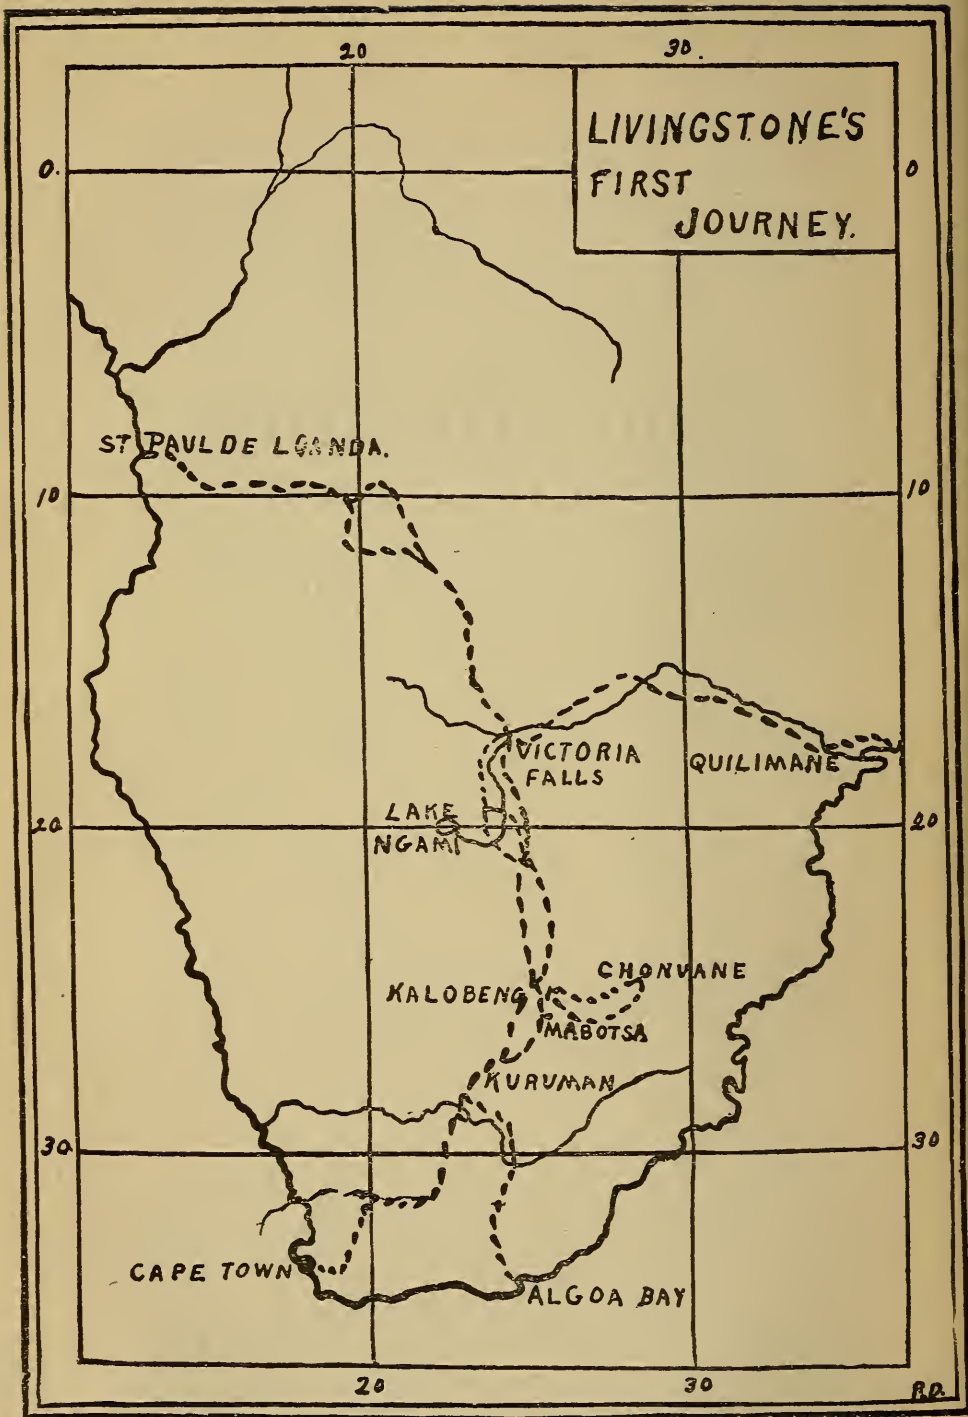 20 30.
LIVINGSTONE'S
FIRST
JOURNEY.
0. 0
ST PAUL DE LOANDA.
10 10
VICTORIA
FALLS
QUILIMANE
LAKE
20 20
NGAMI
CHONVANE
KALOBENG
MABOTSA
KURUMAN
30 30
CAPE TOWN
ALGOA BAY
20 30
R.D.